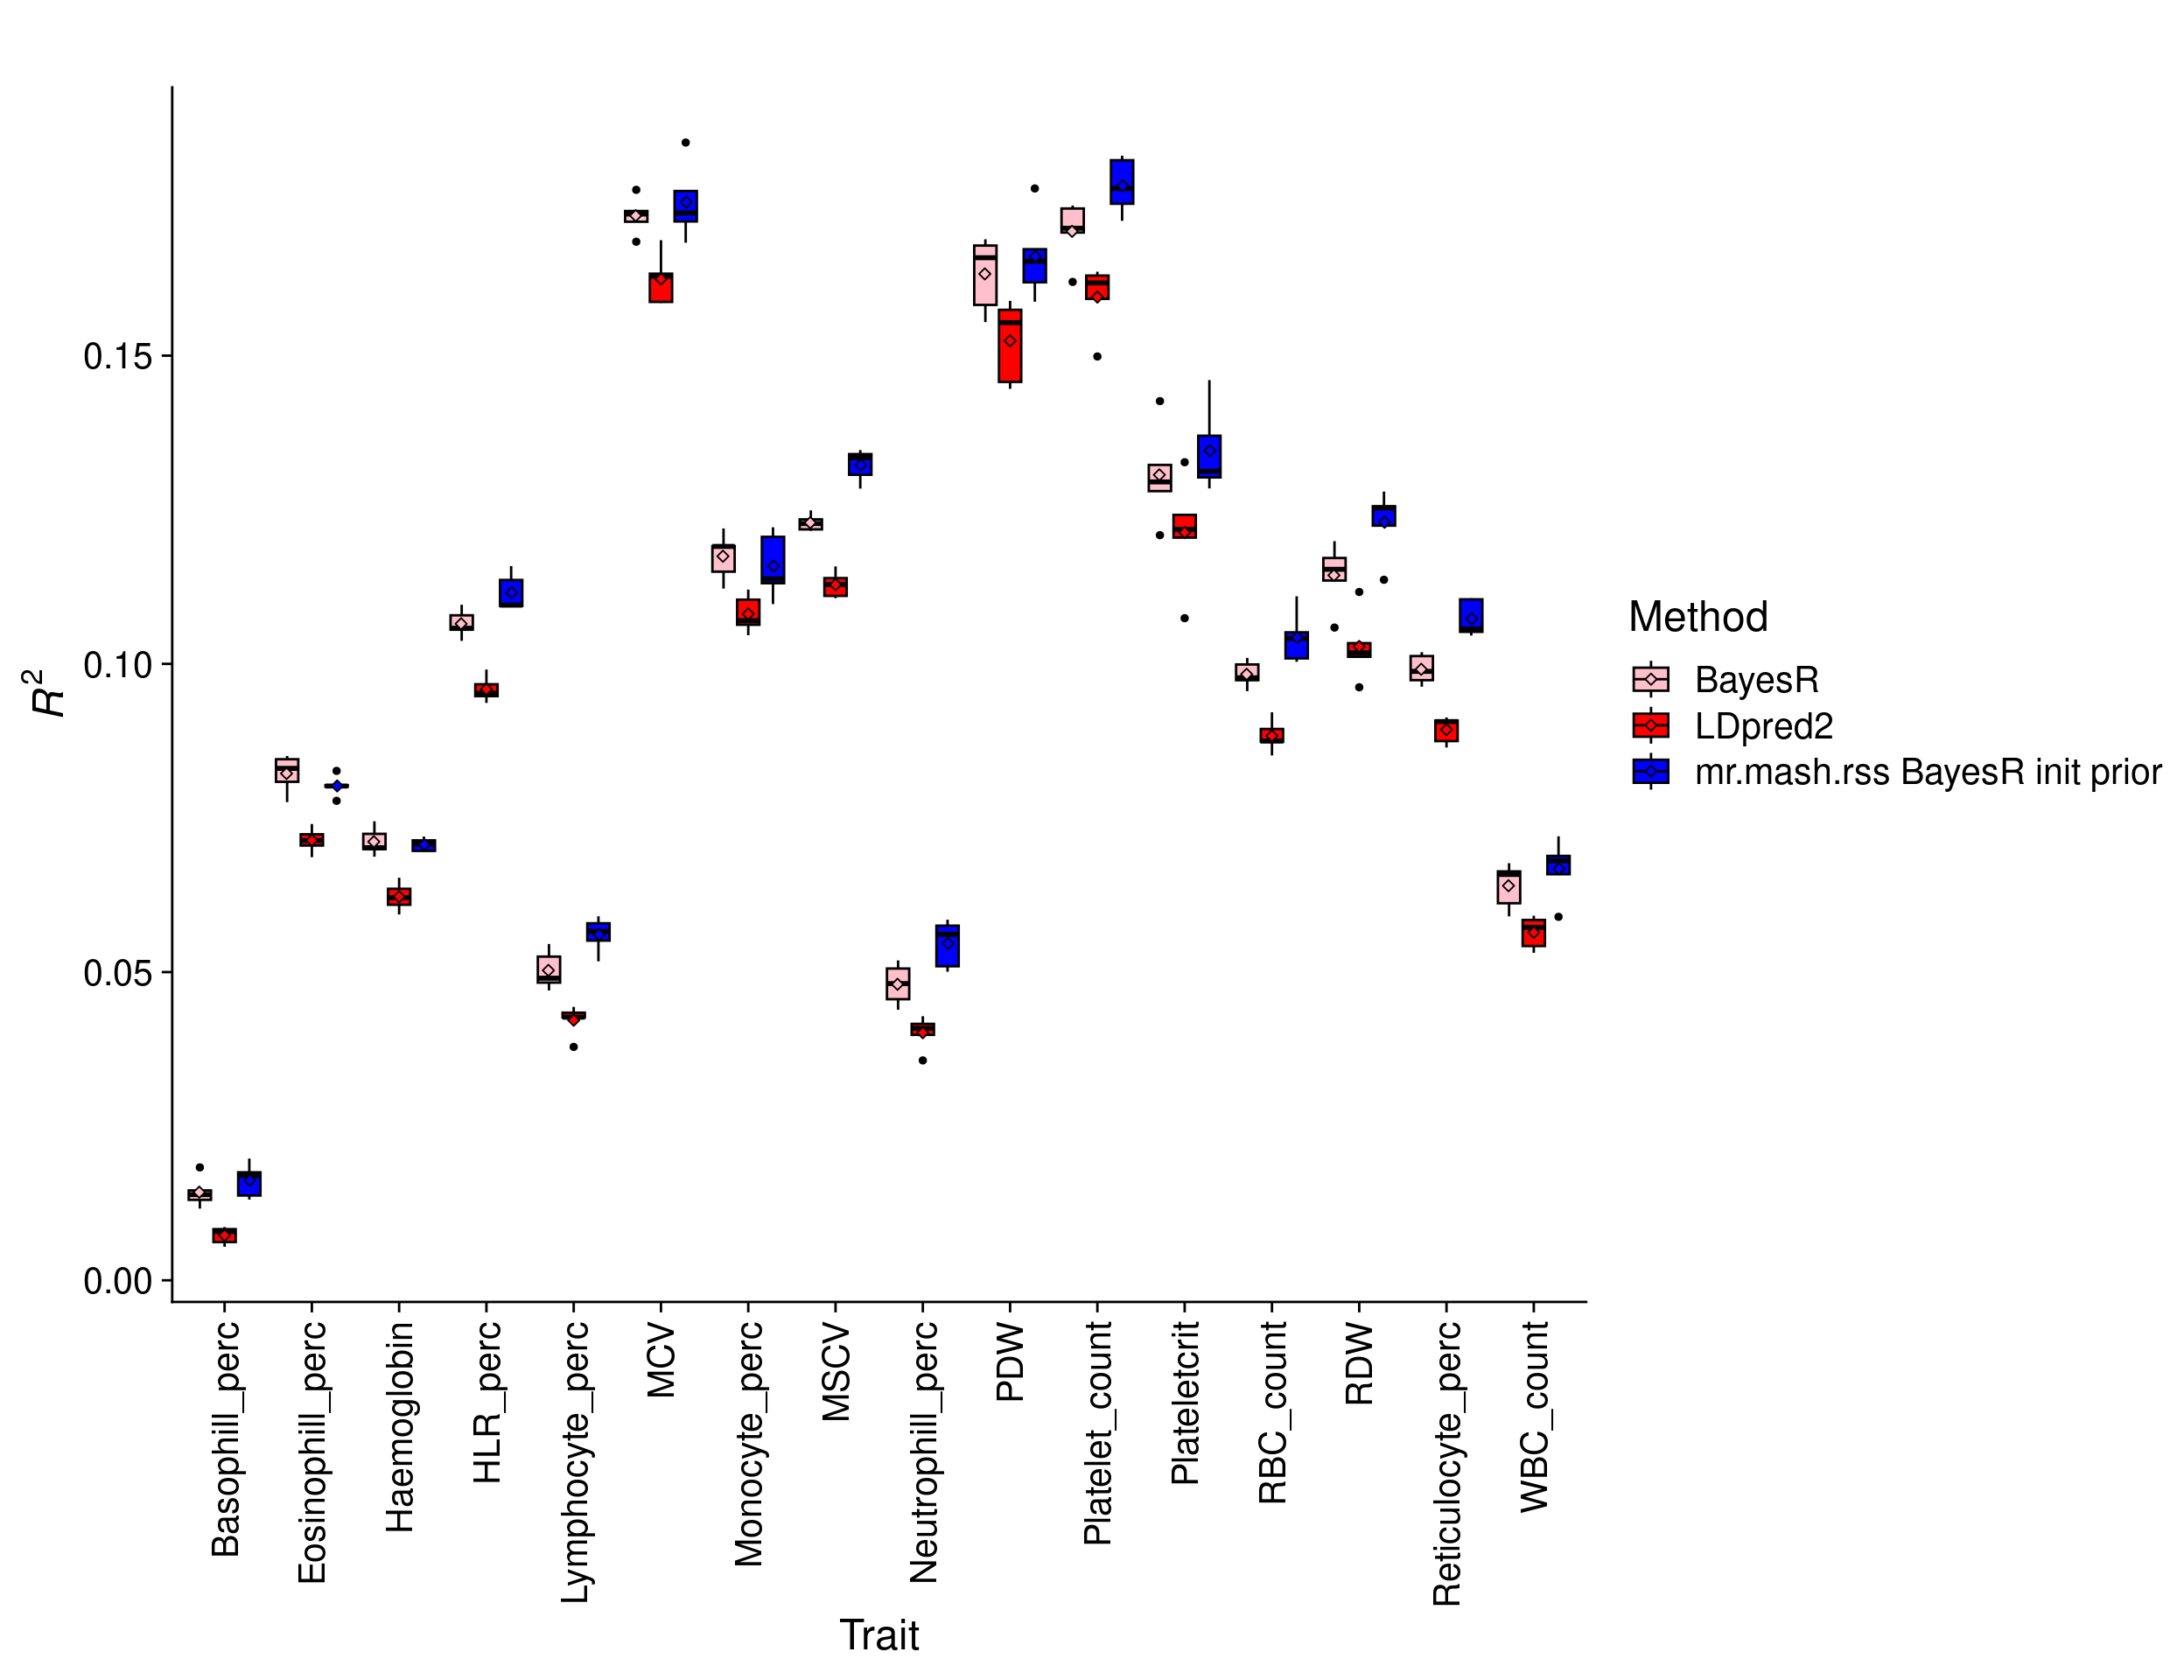 R2
0.15
0.10
0.05
0.00
Basophill_perc
Eosinophill_perc
Haemoglobin
HLR_perc
Lymphocyte_perc
MCV
Monocyte_perc
MSCV
Neutrophill_perc
PDW
Platelet_count
Plateletcrit
RBC_count
RDW
Reticulocyte_perc
WBC_count
Trait
Method
BayesR
LDpred2
mr.mash.rss BayesR init prior